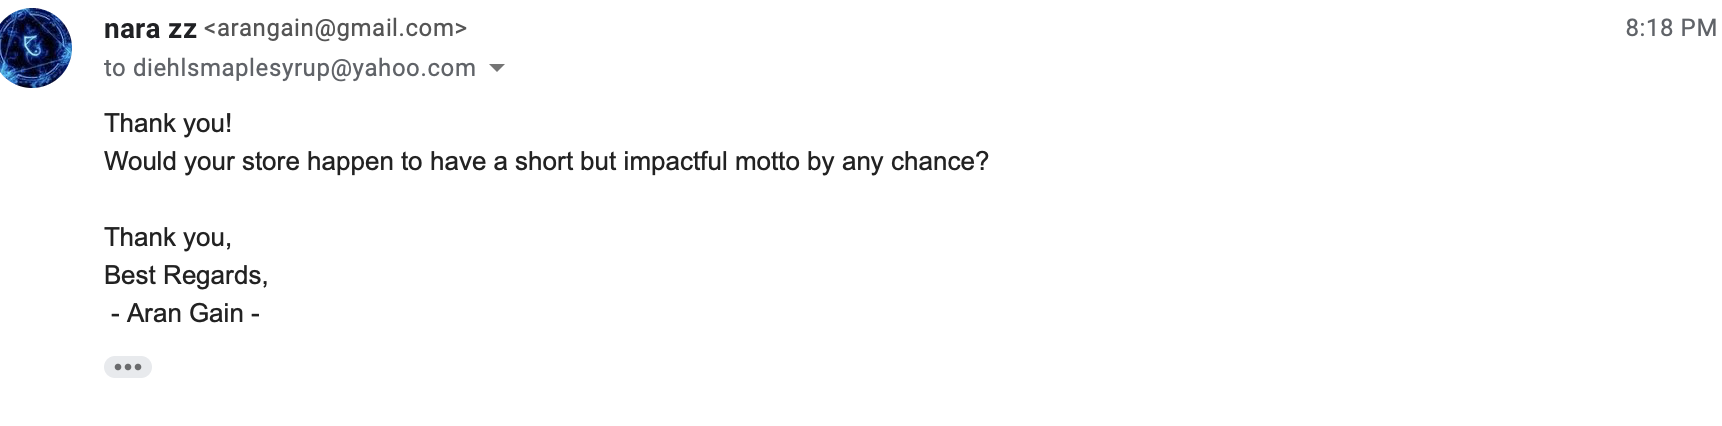 nara zz <arangain@gmail.com>
8:18 PM
to diehlsmaplesyrup@yahoo.com
Thank you!
Would your store happen to have a short but impactful motto by any chance?
Thank you,
Best Regards,
- Aran Gain -